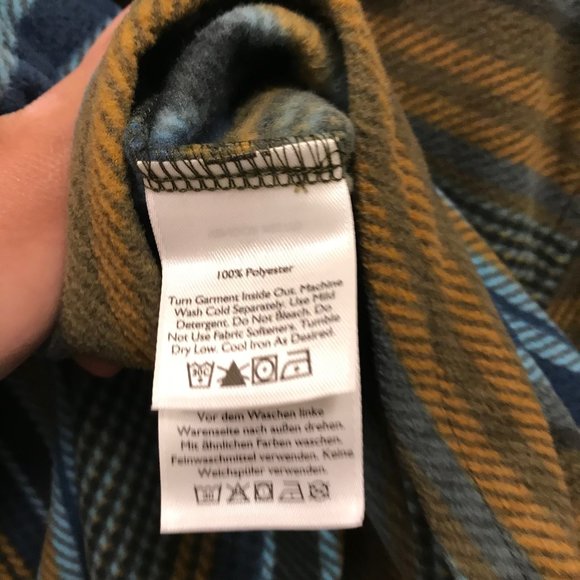 100% Polyester
Turn Garment Inside Out. Machine
Wash Cold Separately. Use Mild
Detergent. Do Not Bleach. Do
Not Use Fabric Softeners. Tumble
Dry Low. Cool Iron As Desired.
Vor dem Waschen linke
Warenseite nach außen drehen.
Mit ähnlichen Farben waschen.
Feinwaschmittel verwenden. Keine
Weichspüler verwenden.